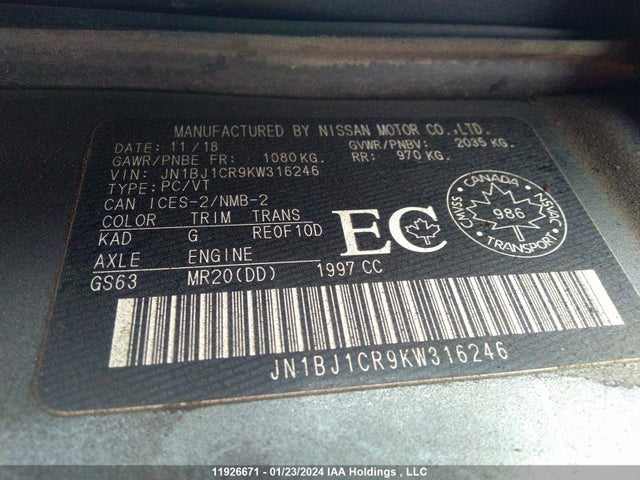 MANUFACTURED BY NISSAN MOTOR CO.,LTD.
DATE: 11/18 GVWR/PNBV: 2035 KG.
GAWR/PNBE FR: 1080 KG. RR: 970 KG.
VIN: JN1BJ1CR9KW316246
TYPE: PC/VT
CAN ICES-2/NMB-2
COLOR TRIM TRANS
KAD G RE0F10D
AXLE ENGINE
GS63 MR20(DD) 1997 CC
EC
CANADA
CMVSS 986 NSVAC
TRANSPORT
JN1BJ1CR9KW316246
11926671 - 01/23/2024 IAA Holdings , LLC